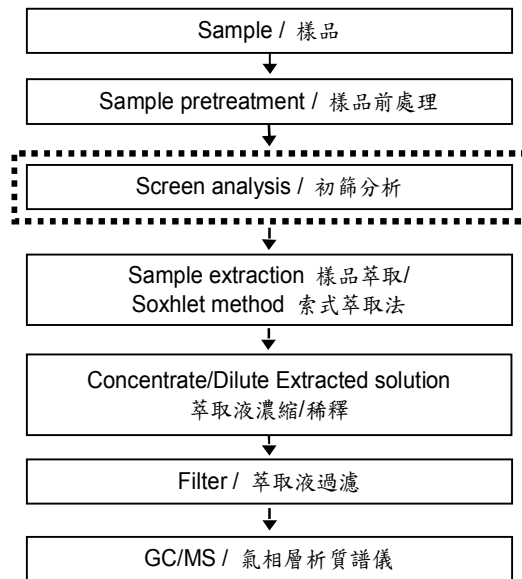 Sample / 樣品
Sample pretreatment / 樣品前處理
Screen analysis / 初篩分析
Sample extraction 樣品萃取/
Soxhlet method 索式萃取法
Concentrate/Dilute Extracted solution
萃取液濃縮/稀釋
Filter / 萃取液過濾
GC/MS / 氣相層析質譜儀